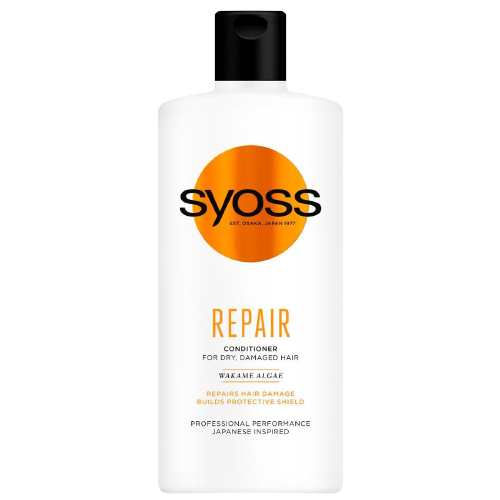 syoss
EST. OSAKA, JAPAN 1977
REPAIR
CONDITIONER
FOR DRY, DAMAGED HAIR
WAKAME ALGAE
REPAIRS HAIR DAMAGE
BUILDS PROTECTIVE SHIELD
PROFESSIONAL PERFORMANCE
JAPANESE INSPIRED